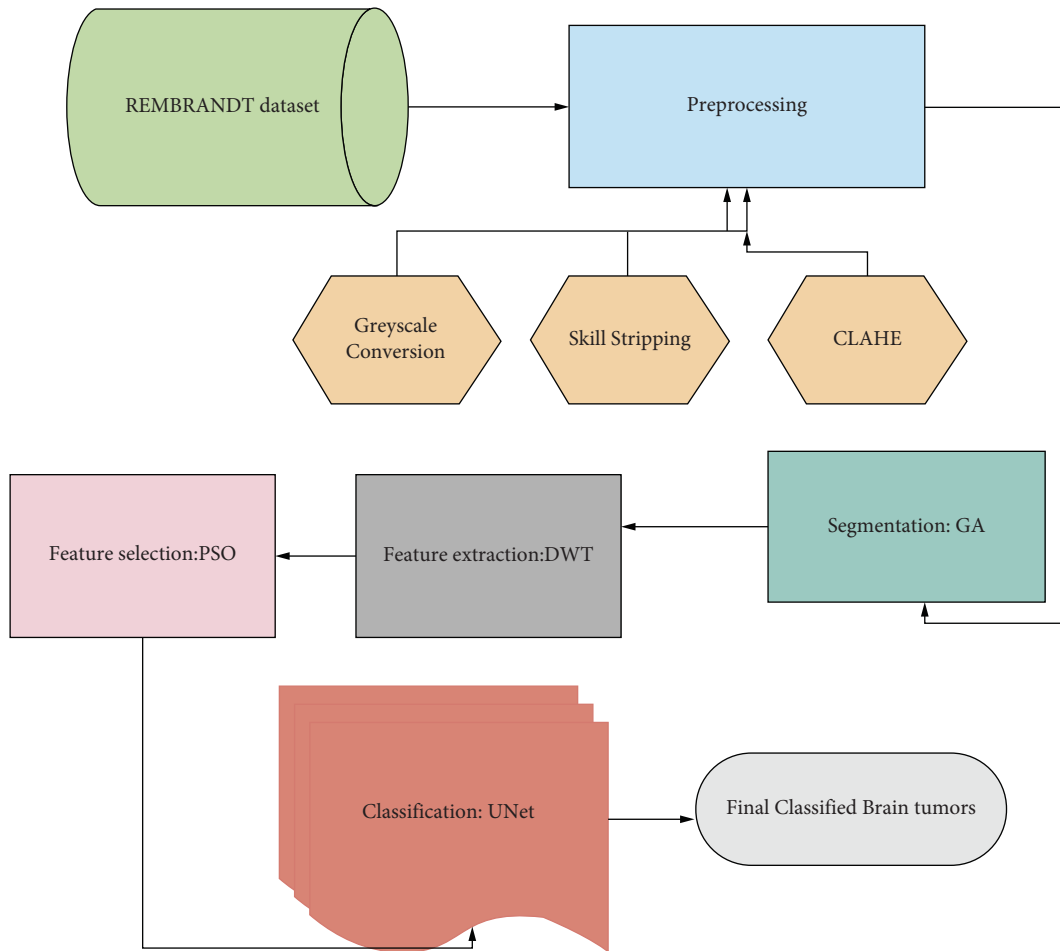 REMBRANDT dataset
Preprocessing
Greyscale
Conversion
Skill Stripping
CLAHE
Segmentation: GA
Feature extraction:DWT
Feature selection:PSO
Classification: UNet
Final Classified Brain tumors